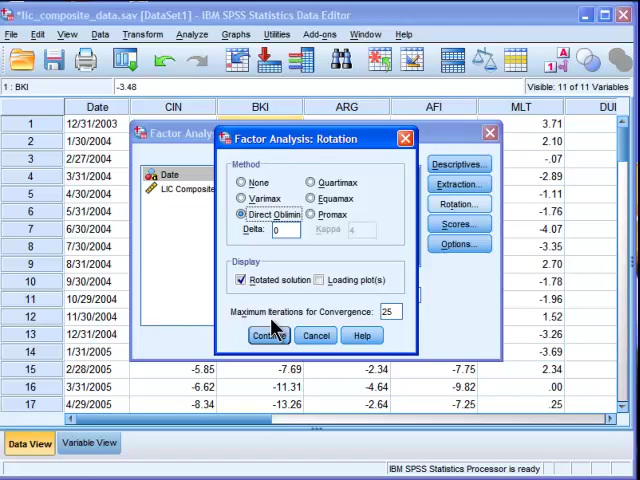 *lic_composite_data.sav [DataSet1] - IBM SPSS Statistics Data Editor
File Edit View Data Transform Analyze Graphs Utilities Add-ons Window Help
1 : BKI -3.48 Visible: 11 of 11 Variables
Date CIN BKI ARG AFI MLT DUI
1 12/31/2003 3.71
2 1/30/2004 2.10
3 2/27/2004 -.07
4 3/31/2004 -2.89
5 4/30/2004 -1.11
6 5/31/2004 -1.76
7 6/30/2004 -4.07
8 7/30/2004 -3.35
9 8/31/2004 2.70
10 9/30/2004 -1.78
11 10/29/2004 -1.96
12 11/30/2004 1.52
13 12/31/2004 -3.26
14 1/31/2005 -3.69
15 2/28/2005 -5.85 -7.69 -2.34 -7.75 2.34
16 3/31/2005 -6.62 -11.31 -4.64 -9.82 .00
17 4/29/2005 -8.34 -13.26 -2.64 -7.25 .25
Factor Analy
Date
LIC Composite
Descriptives...
Extraction...
Rotation...
Scores...
Options...
Factor Analysis: Rotation
Method
None Quartimax
Varimax Equamax
Direct Oblimin Promax
Delta: 0 Kappa 4
Display
Rotated solution Loading plot(s)
Maximum Iterations for Convergence: 25
Cancel Help
Data View Variable View
IBM SPSS Statistics Processor is ready